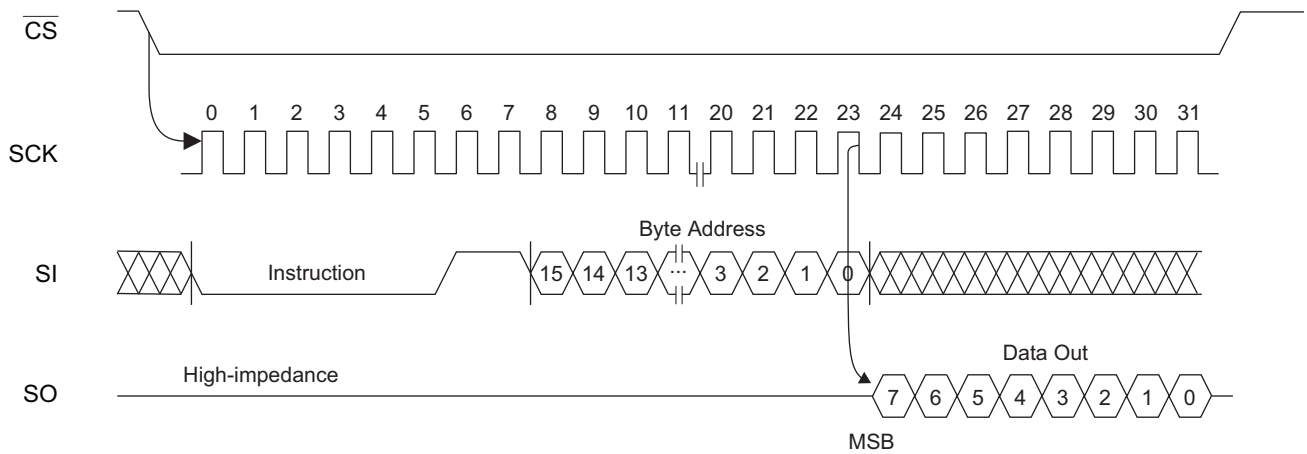 CS
0 1 2 3 4 5 6 7 8 9 10 11 20 21 22 23 24 25 26 27 28 29 30 31
SCK
Byte Address
SI
Instruction
15 14 13 ... 3 2 1 0
High-impedance
Data Out
SO
7 6 5 4 3 2 1 0
MSB